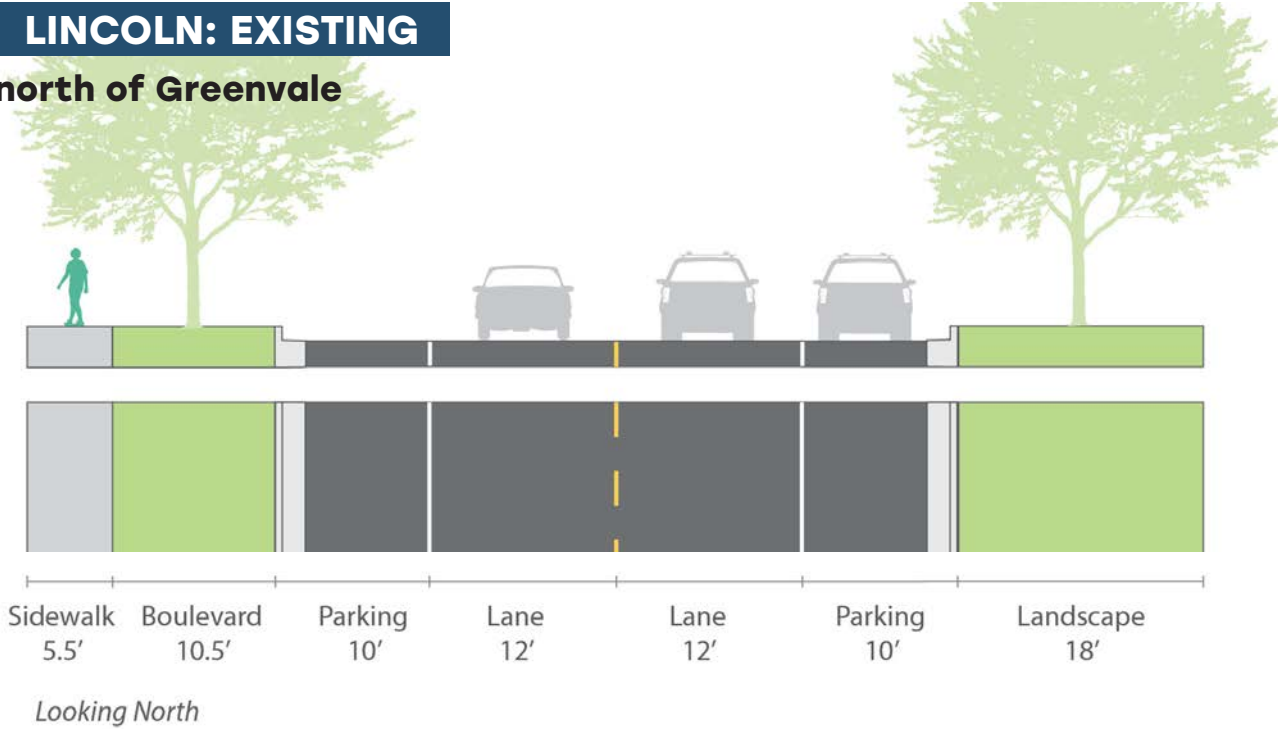 LINCOLN: EXISTING
north of Greenvale
Sidewalk Boulevard Parking Lane Lane Parking Landscape
5.5′ 10.5′ 10′ 12′ 12′ 10′ 18′
Looking North